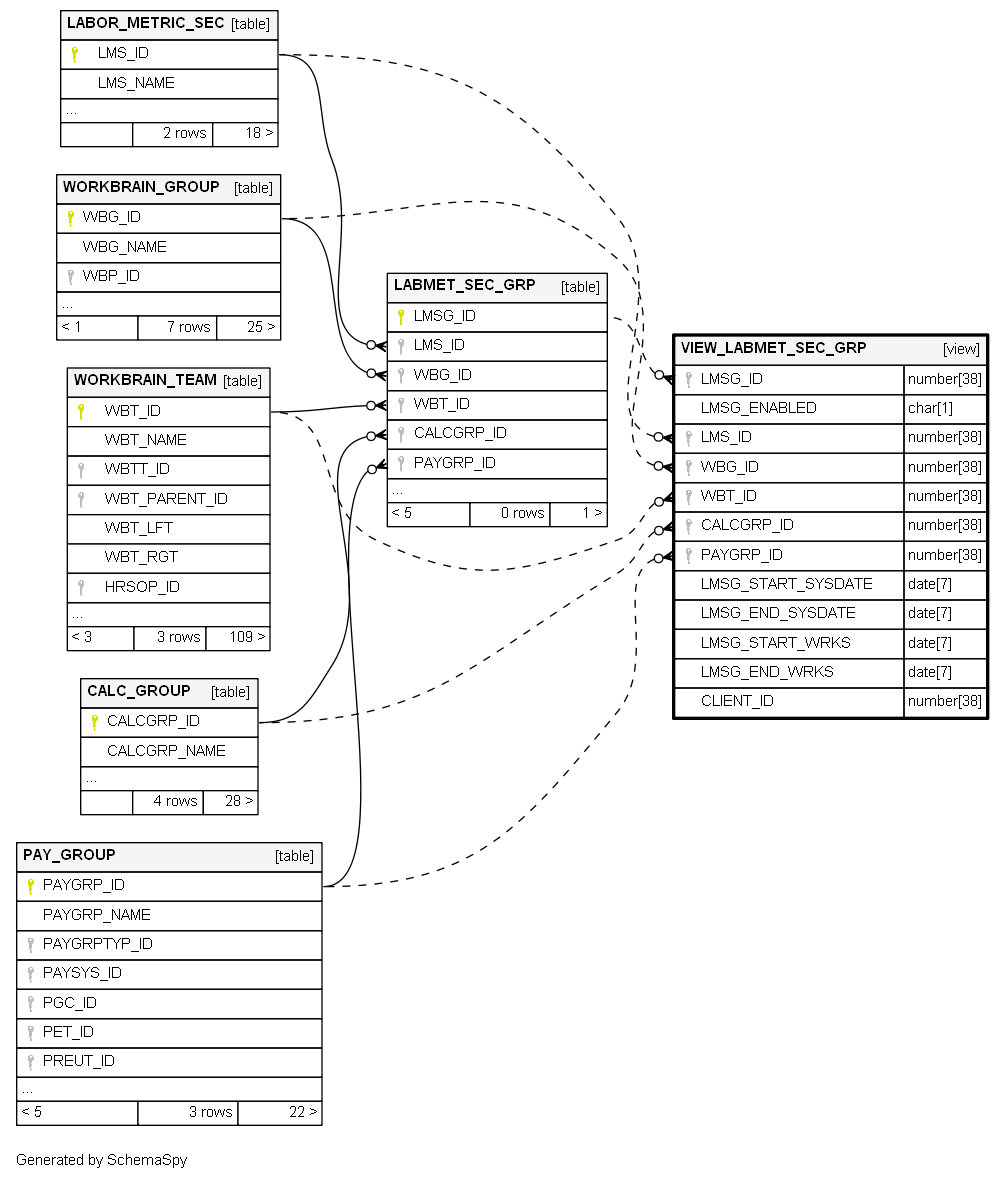 LABOR_METRIC_SEC [table]
LMS_ID
LMS_NAME
...
2 rows 18 >
WORKBRAIN_GROUP [table]
WBG_ID
WBG_NAME
WBP_ID
...
< 1 7 rows 25 >
WORKBRAIN_TEAM [table]
WBT_ID
WBT_NAME
WBTT_ID
WBT_PARENT_ID
WBT_LFT
WBT_RGT
HRSOP_ID
...
< 3 3 rows 109 >
CALC_GROUP [table]
CALCGRP_ID
CALCGRP_NAME
...
4 rows 28 >
PAY_GROUP [table]
PAYGRP_ID
PAYGRP_NAME
PAYGRPTYP_ID
PAYSYS_ID
PGC_ID
PET_ID
PREUT_ID
...
< 5 3 rows 22 >
LABMET_SEC_GRP [table]
LMSG_ID
LMS_ID
WBG_ID
WBT_ID
CALCGRP_ID
PAYGRP_ID
...
< 5 0 rows 1 >
VIEW_LABMET_SEC_GRP [view]
LMSG_ID number[38]
LMSG_ENABLED char[1]
LMS_ID number[38]
WBG_ID number[38]
WBT_ID number[38]
CALCGRP_ID number[38]
PAYGRP_ID number[38]
LMSG_START_SYSDATE date[7]
LMSG_END_SYSDATE date[7]
LMSG_START_WRKS date[7]
LMSG_END_WRKS date[7]
CLIENT_ID number[38]
Generated by SchemaSpy